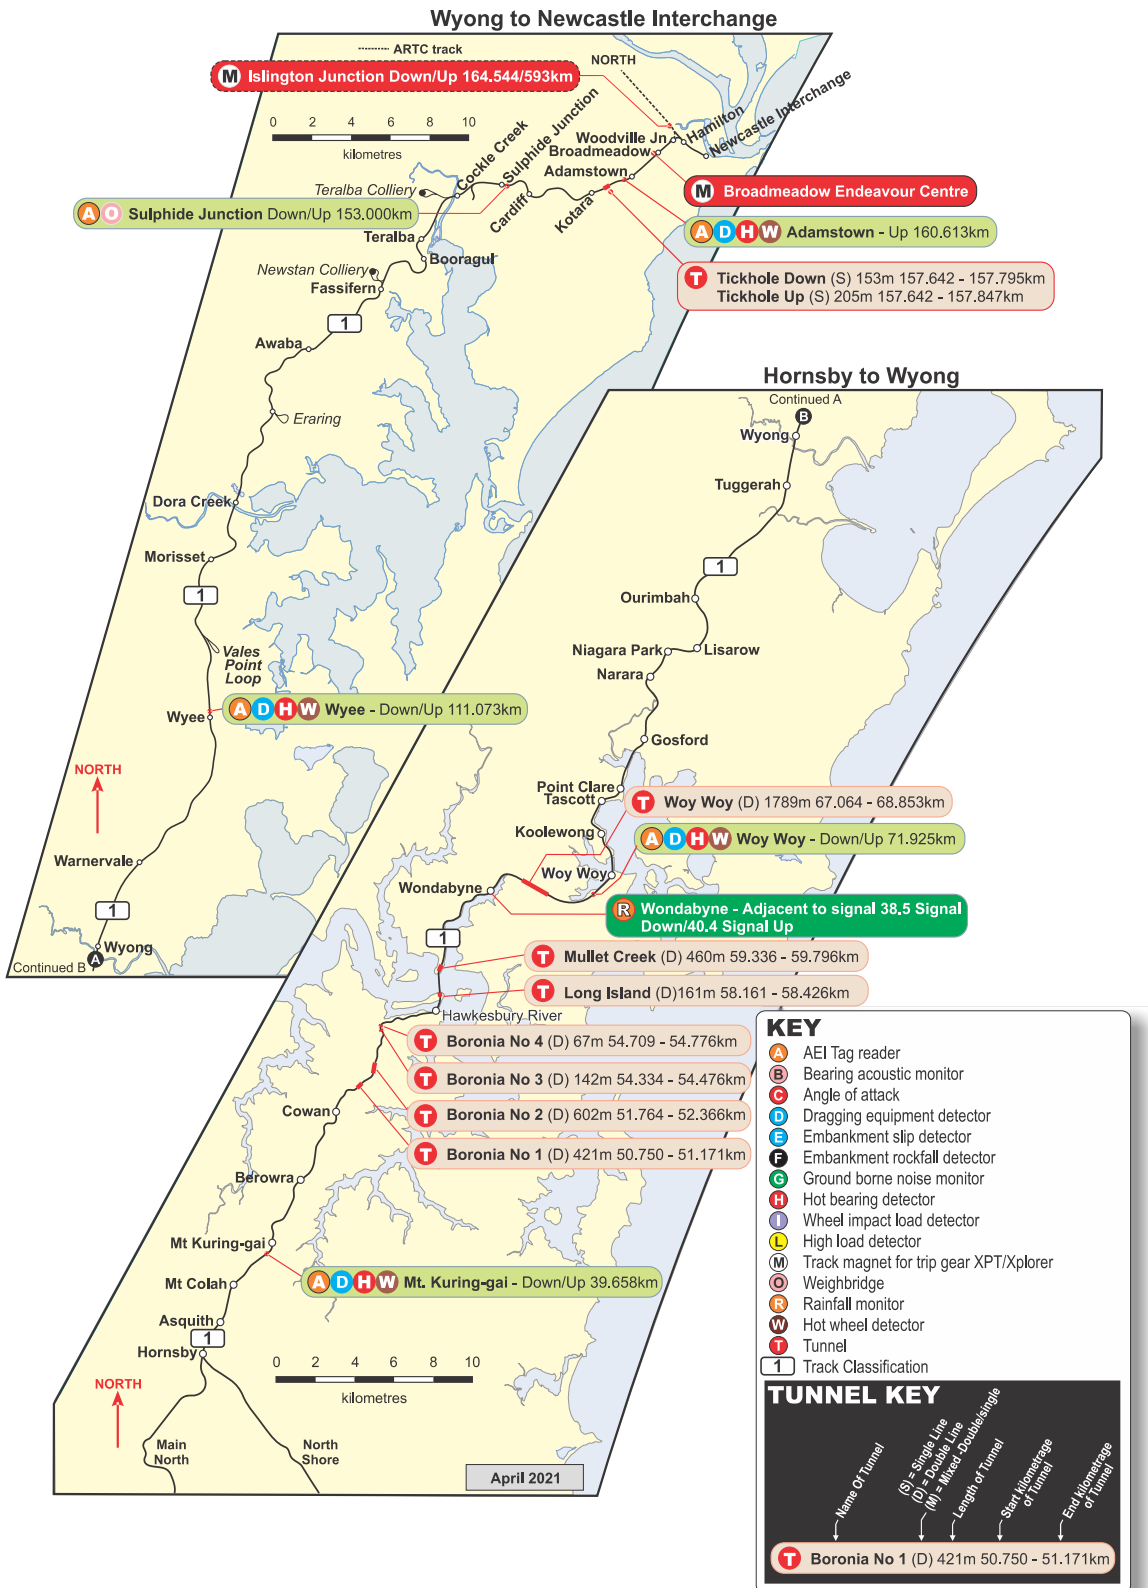 Wyong to Newcastle Interchange
ARTC track
NORTH
M Islington Junction Down/Up 164.544/593km
0 2 4 6 8 10
kilometres
Newcastle Interchange
Hamilton
Woodville Jn
Broadmeadow
Adamstown
Kotara
Cardiff
Sulphide Junction
Cockle Creek
Teralba Colliery
M Broadmeadow Endeavour Centre
A O Sulphide Junction Down/Up 153.000km
A D H W Adamstown - Up 160.613km
Teralba
Booragul
T Tickhole Down (S) 153m 157.642 - 157.795km
Tickhole Up (S) 205m 157.642 - 157.847km
Newstan Colliery
Fassifern
1
Awaba
Eraring
Dora Creek
Morisset
1
Vales
Point
Loop
A D H W Wyee - Down/Up 111.073km
Wyee
NORTH
Warnervale
1
Wyong
A
Continued B
Hornsby to Wyong
Continued A
B
Wyong
Tuggerah
1
Ourimbah
Niagara Park
Lisarow
Narara
Gosford
Point Clare
Tascott
T Woy Woy (D) 1789m 67.064 - 68.853km
Koolewong
A D H W Woy Woy - Down/Up 71.925km
Woy Woy
Wondabyne
R Wondabyne - Adjacent to signal 38.5 Signal
Down/40.4 Signal Up
1
T Mullet Creek (D) 460m 59.336 - 59.796km
T Long Island (D)161m 58.161 - 58.426km
Hawkesbury River
T Boronia No 4 (D) 67m 54.709 - 54.776km
T Boronia No 3 (D) 142m 54.334 - 54.476km
T Boronia No 2 (D) 602m 51.764 - 52.366km
Cowan
T Boronia No 1 (D) 421m 50.750 - 51.171km
Berowra
Mt Kuring-gai
A D H W Mt. Kuring-gai - Down/Up 39.658km
Mt Colah
Asquith
1
Hornsby
0 2 4 6 8 10
kilometres
NORTH
Main
North
North
Shore
April 2021
KEY
A AEI Tag reader
B Bearing acoustic monitor
C Angle of attack
D Dragging equipment detector
E Embankment slip detector
F Embankment rockfall detector
G Ground borne noise monitor
H Hot bearing detector
I Wheel impact load detector
L High load detector
M Track magnet for trip gear XPT/Xplorer
O Weighbridge
R Rainfall monitor
W Hot wheel detector
T Tunnel
1 Track Classification
TUNNEL KEY
Name Of Tunnel
(S) = Single Line
(D) = Double Line
(M) = Mixed -Double/single
Length of Tunnel
Start kilometrage
of Tunnel
End kilometrage
of Tunnel
T Boronia No 1 (D) 421m 50.750 - 51.171km